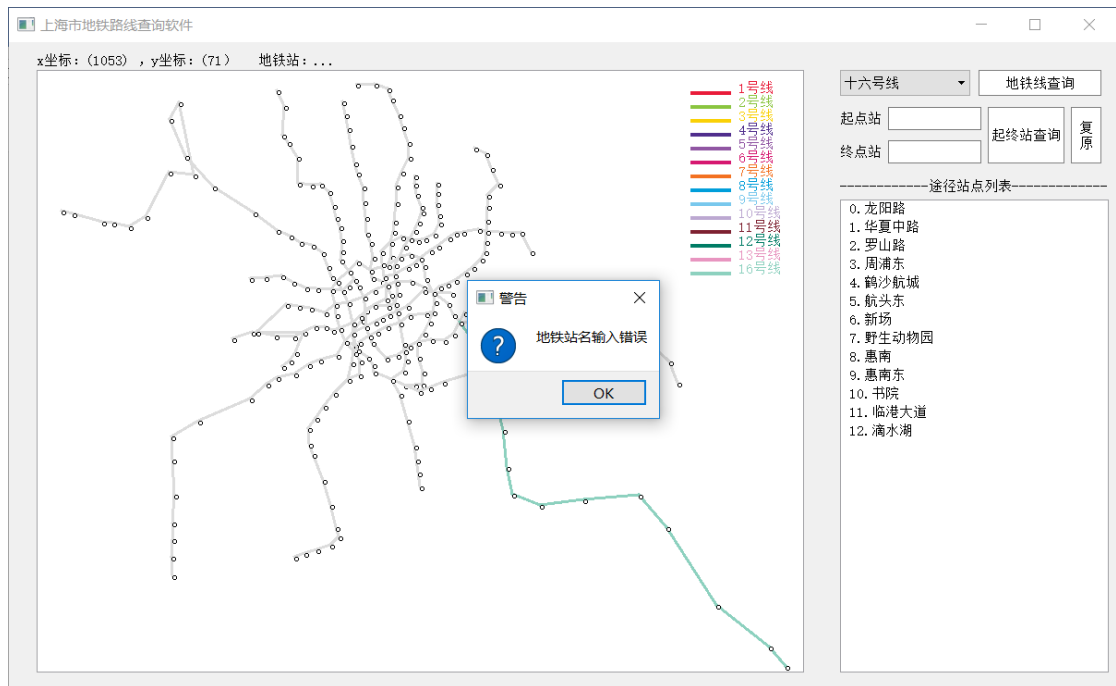 上海市地铁路线查询软件
x坐标：(1053) ，y坐标：(71) 地铁站：...
1号线
2号线
3号线
4号线
5号线
6号线
7号线
8号线
9号线
10号线
11号线
12号线
13号线
16号线
警告
地铁站名输入错误
OK
十六号线
地铁线查询
起点站
终点站
起终站查询
复原
------------途径站点列表-------------
0.龙阳路
1.华夏中路
2.罗山路
3.周浦东
4.鹤沙航城
5.航头东
6.新场
7.野生动物园
8.惠南
9.惠南东
10.书院
11.临港大道
12.滴水湖